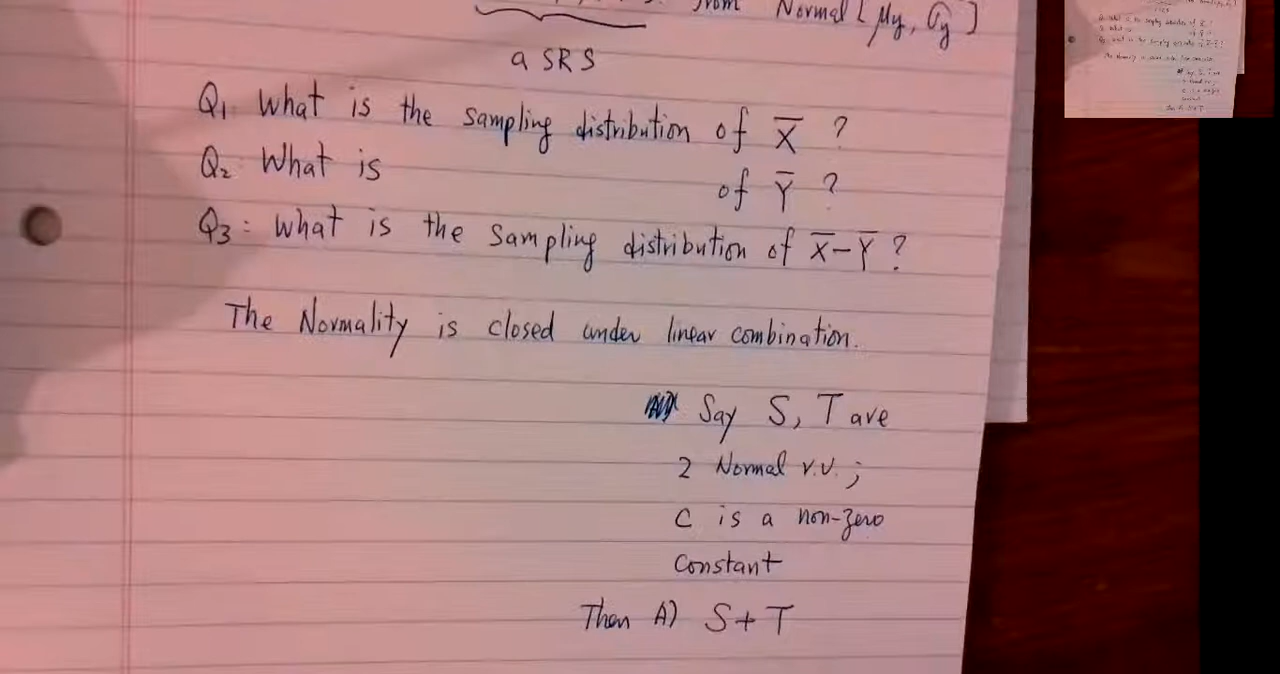 from Normal [ μy, σy ]
a SRS
Q1 What is the sampling distribution of X̅ ?
Q2 What is of Y̅ ?
Q3 : What is the sampling distribution of X̅ - Y̅ ?
The Normality is closed under linear combination.
Say S, T are
2 Normal r.v. ;
C is a non-zero
constant
Then A) S + T